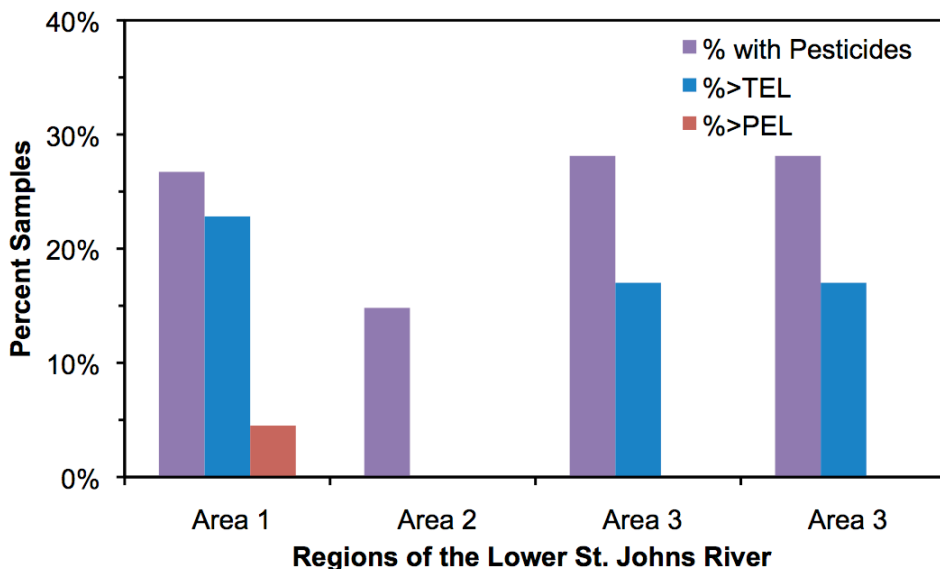 40%
% with Pesticides
%>TEL
30%
%>PEL
20%
10%
0%
Percent Samples
Area 1 Area 2 Area 3 Area 3
Regions of the Lower St. Johns River